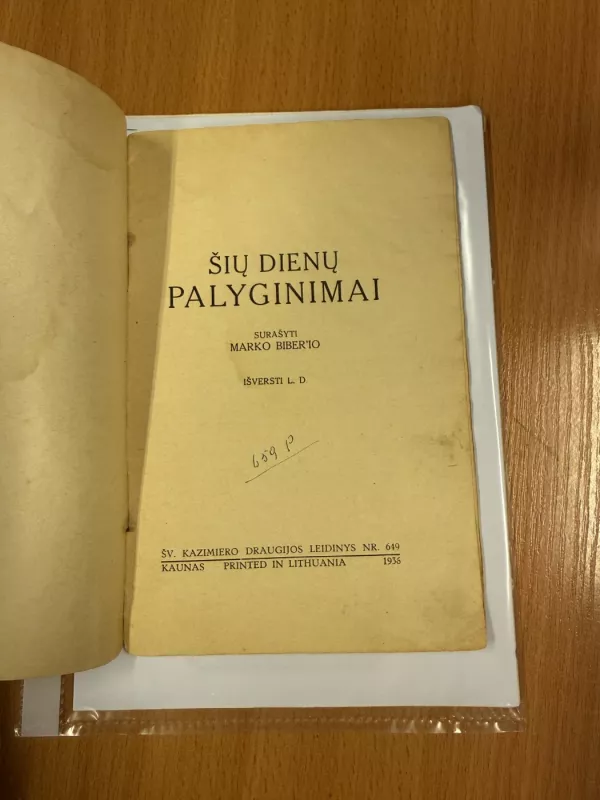 ŠIŲ DIENŲ
PALYGINIMAI
SURAŠYTI
MARKO BIBER'IO
IŠVERSTI L. D
659 p
ŠV. KAZIMIERO DRAUGIJOS LEIDINYS NR. 649
KAUNAS PRINTED IN LITHUANIA 1936